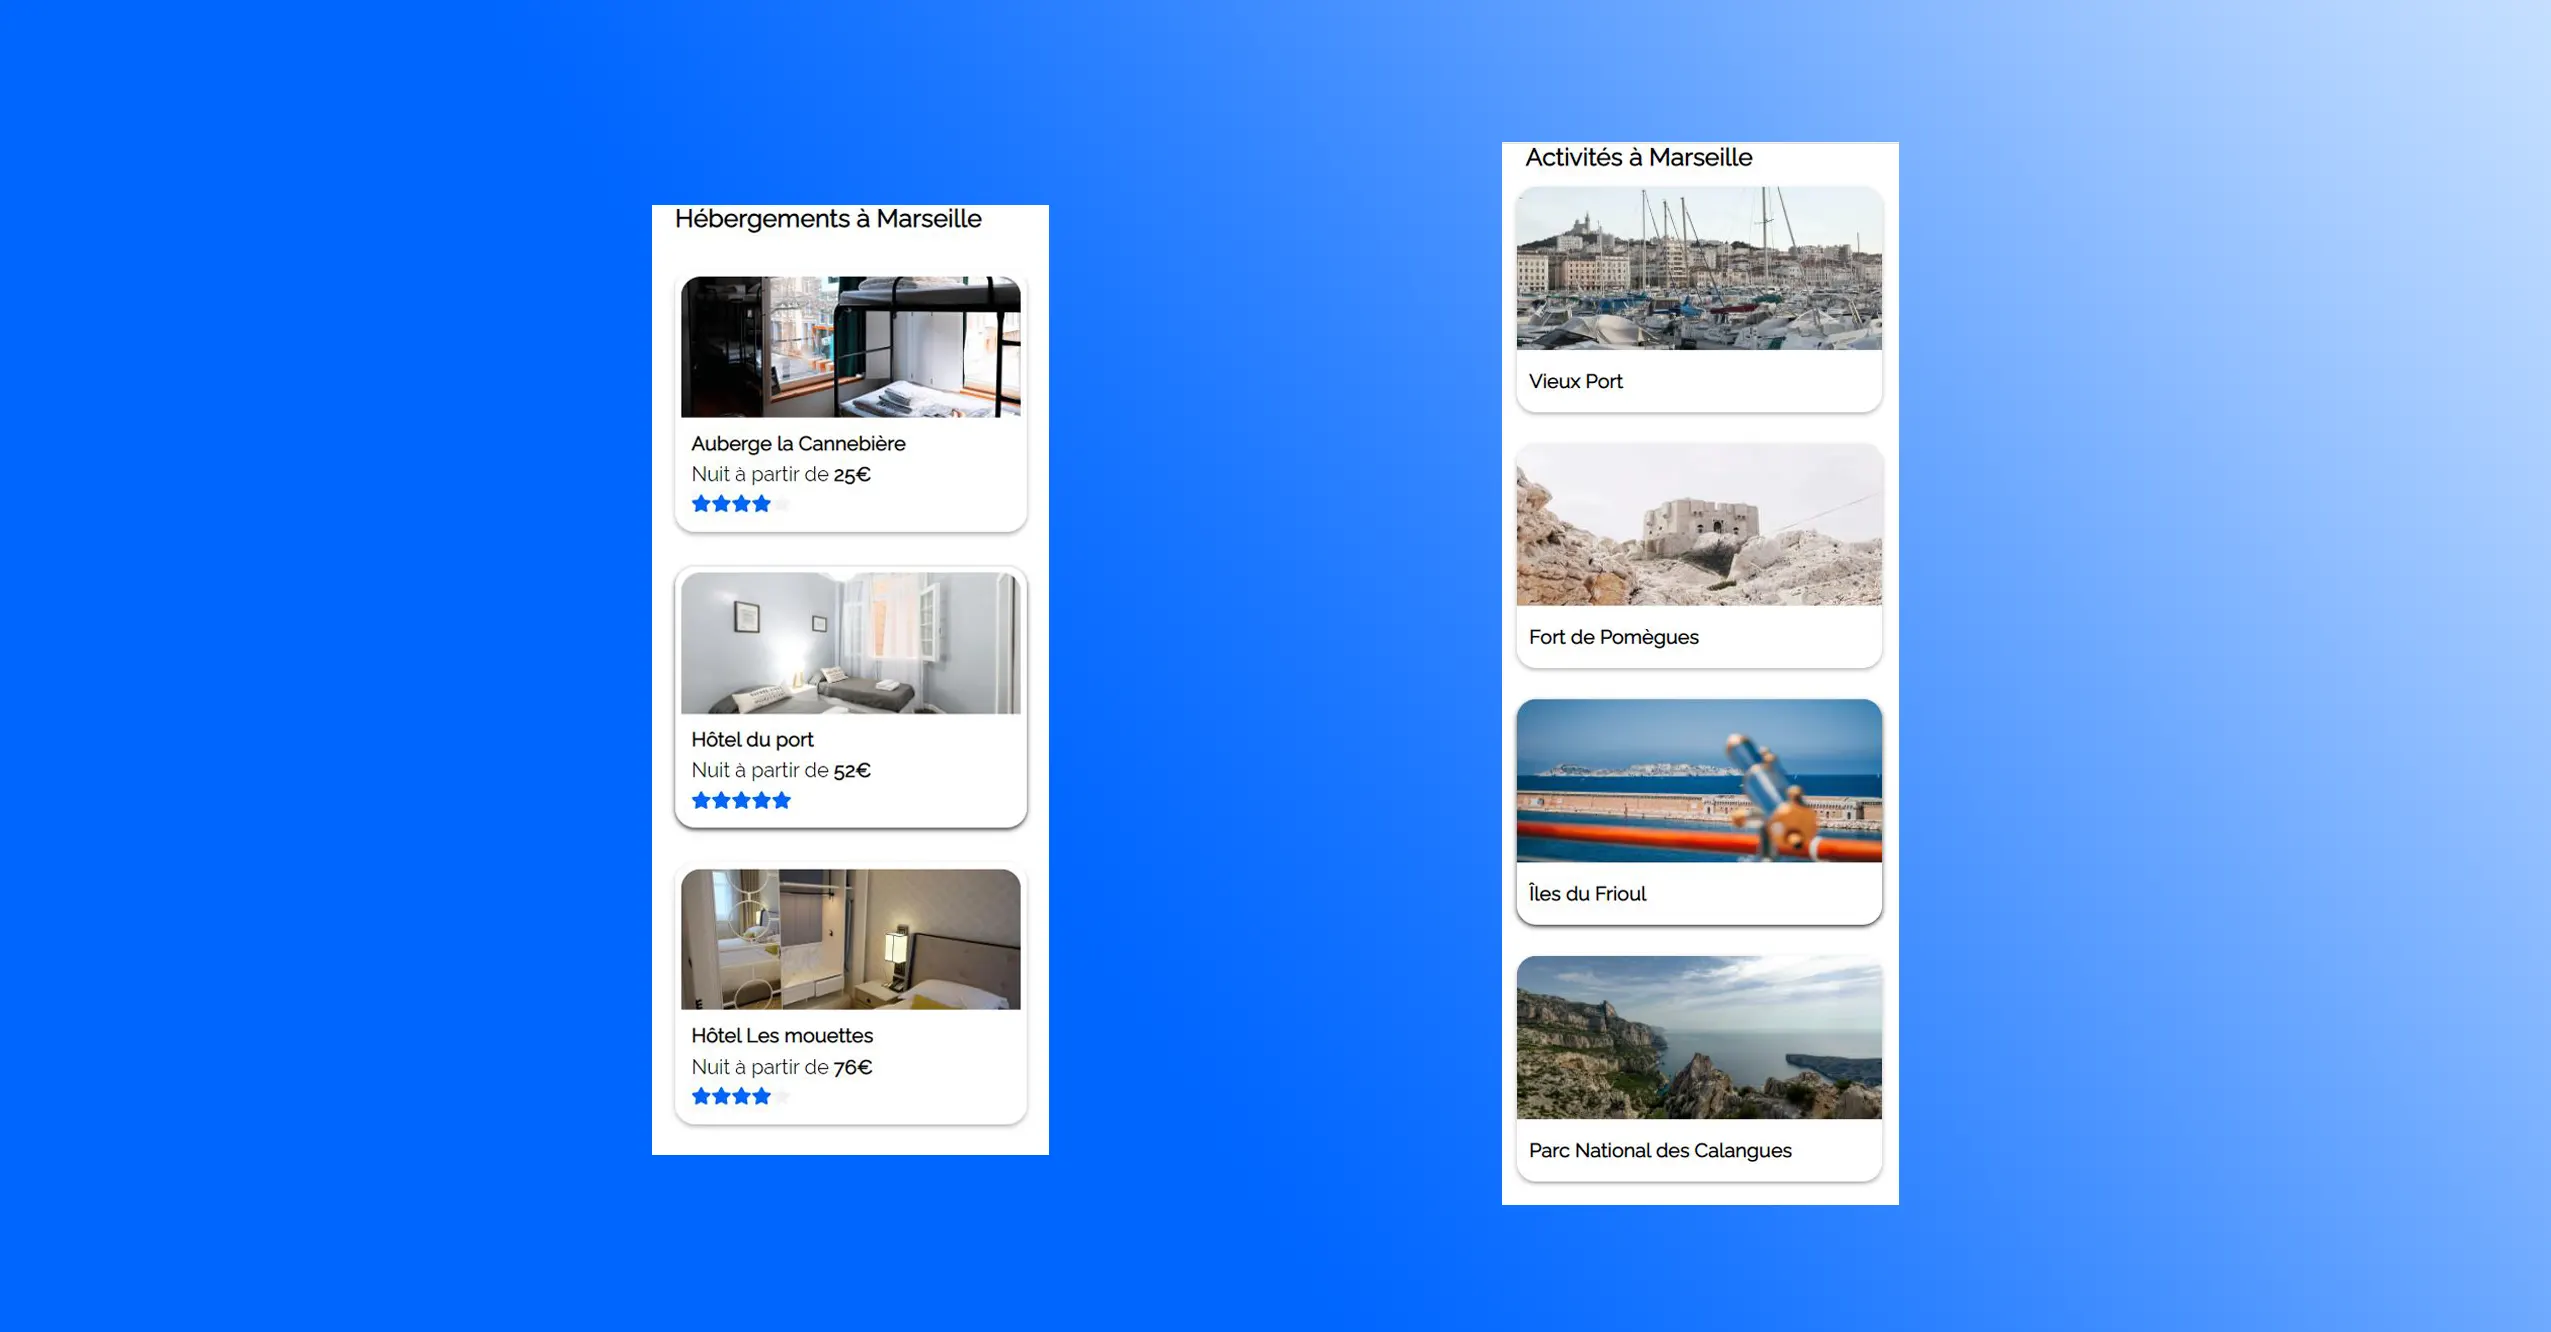 Hébergements à Marseille
Auberge la Cannebière
Nuit à partir de 25€
Hôtel du port
Nuit à partir de 52€
Hôtel Les mouettes
Nuit à partir de 76€
Activités à Marseille
Vieux Port
Fort de Pomègues
Îles du Frioul
Parc National des Calangues